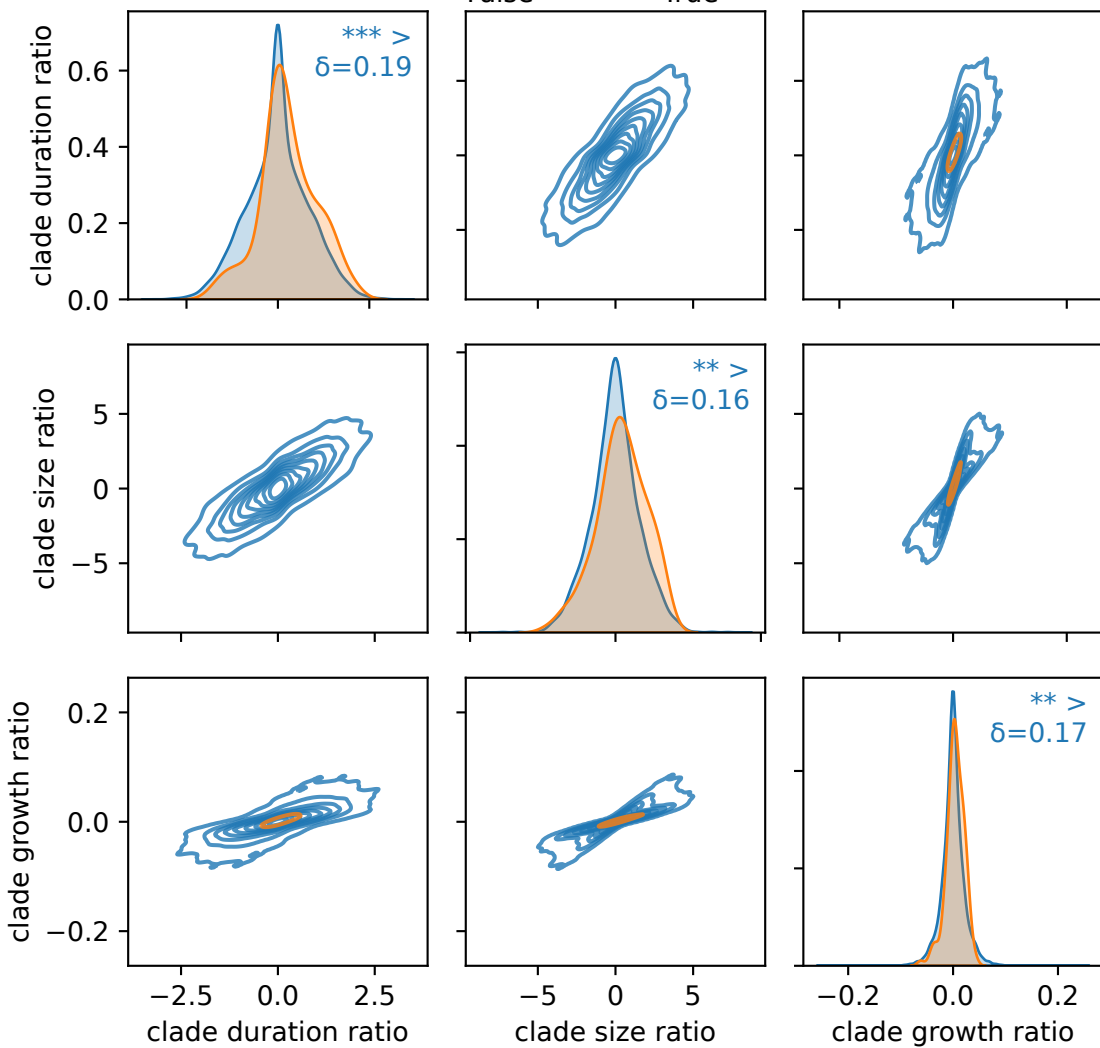 True
clade duration ratio
0.6
0.4
0.2
0.0
*** >
δ=0.19
clade size ratio
5
0
−5
** >
δ=0.16
clade growth ratio
0.2
0.0
−0.2
** >
δ=0.17
−2.5 0.0 2.5
−5 0 5
−0.2 0.0 0.2
clade duration ratio
clade size ratio
clade growth ratio